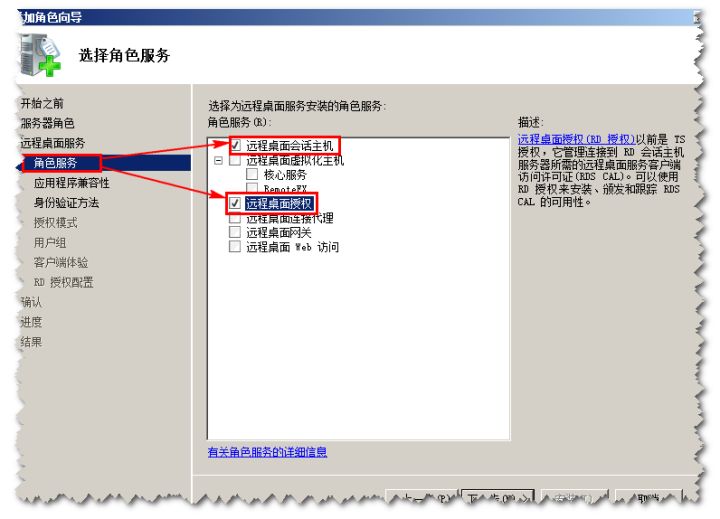 加角色向导
选择角色服务
开始之前
服务器角色
远程桌面服务
角色服务
应用程序兼容性
身份验证方法
授权模式
用户组
客户端体验
RD 授权配置
确认
进度
结果
选择为远程桌面服务安装的角色服务:
角色服务(R):
远程桌面会话主机
远程桌面虚拟化主机
核心服务
RemoteFX
远程桌面授权
远程桌面连接代理
远程桌面网关
远程桌面 Web 访问
有关角色服务的详细信息
描述:
远程桌面授权(RD 授权)以前是 TS
授权，它管理连接到 RD 会话主机
服务器所需的远程桌面服务客户端
访问许可证(RDS CAL)。可以使用
RD 授权来安装、颁发和跟踪 RDS
CAL 的可用性。